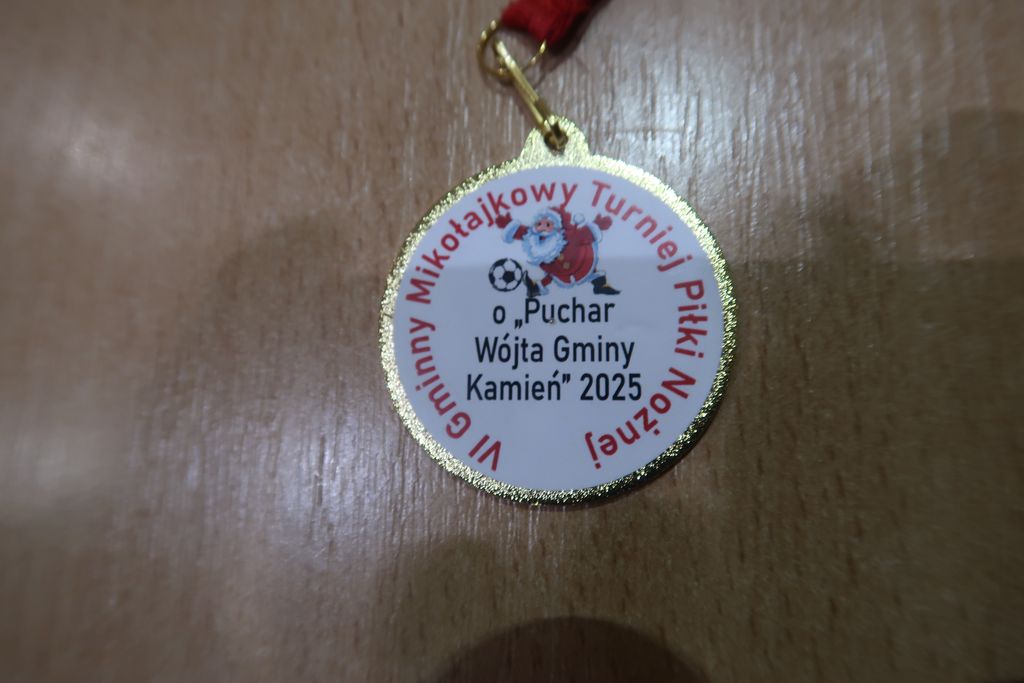 VI Gminny Mikołajkowy Turniej Piłki Nożnej
o „Puchar
Wójta Gminy
Kamień” 2025